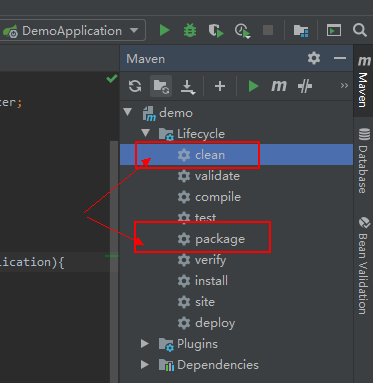 DemoApplication
Maven
ter;
demo
Lifecycle
clean
validate
compile
test
package
verify
install
site
deploy
Plugins
Dependencies
lication){
m
Maven
Database
Bean Validation